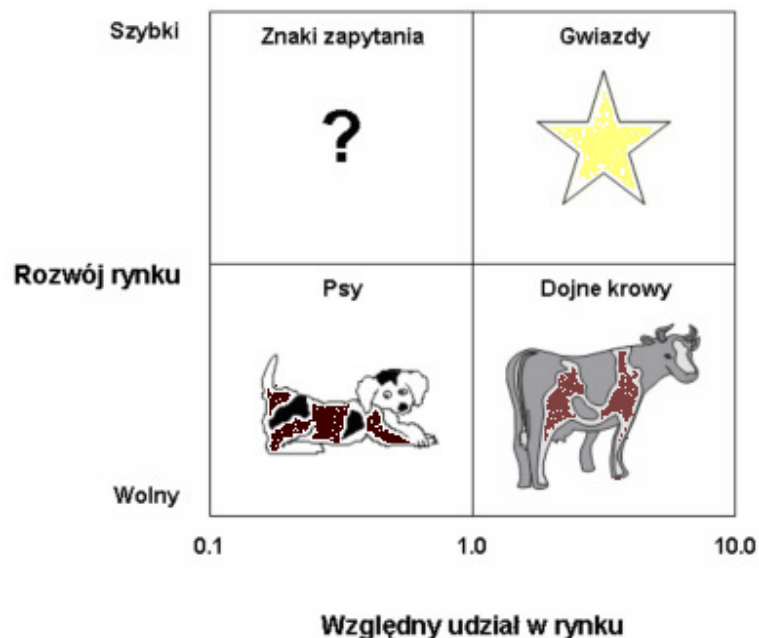 Szybki
Znaki zapytania
Gwiazdy
?
Rozwój rynku
Psy
Dojne krowy
Wolny
0.1
1.0
10.0
Względny udział w rynku